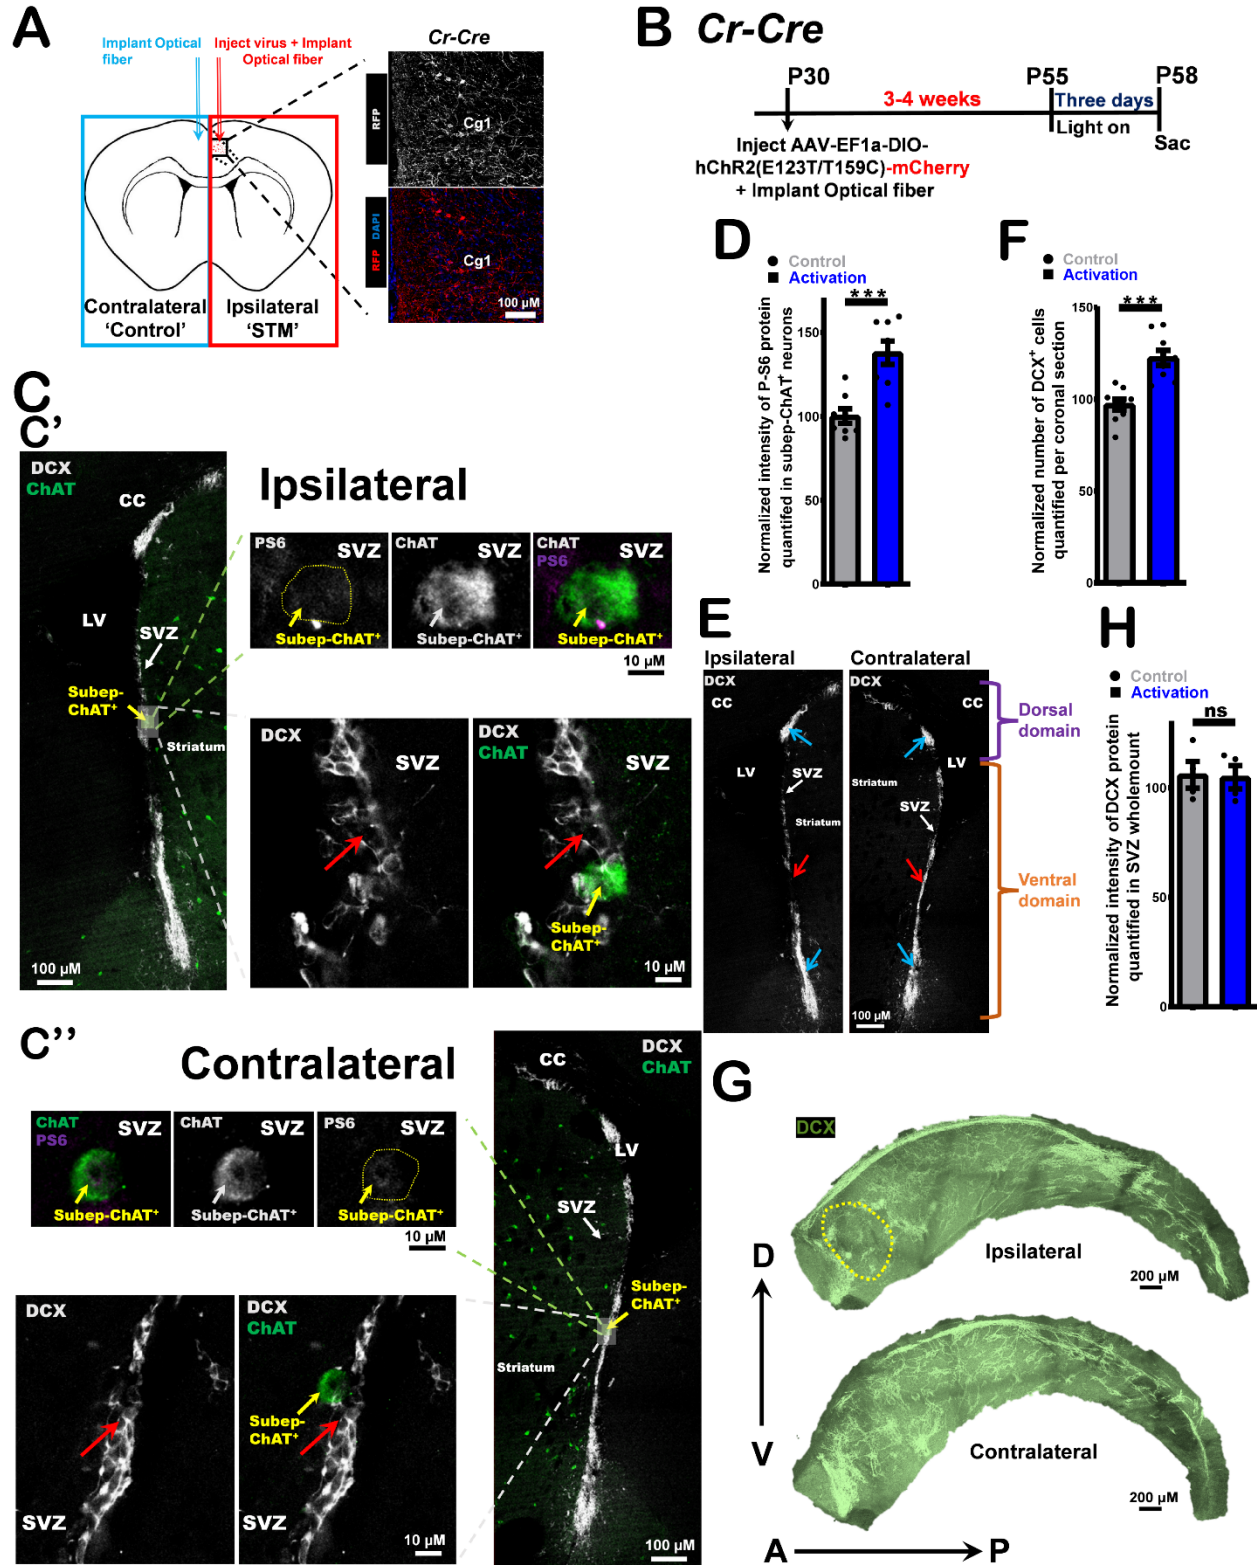 A
Implant Optical
fiber
Inject virus + Implant
Optical fiber
Contralateral
'Control'
Ipsilateral
'STM'
Cr-Cre
RFP
Cg1
RFP DAPI
Cg1
100 µM
B Cr-Cre
P30
P55
P58
3-4 weeks
Three days
Light on
Sac
Inject AAV-EF1a-DIO-
hChR2(E123T/T159C)-mCherry
+ Implant Optical fiber
C
C'
Ipsilateral
DCX
ChAT
CC
LV
SVZ
Subep-
ChAT+
Striatum
100 µM
PS6
SVZ
Subep-ChAT+
ChAT
SVZ
Subep-ChAT+
ChAT
PS6
SVZ
Subep-ChAT+
10 µM
DCX
SVZ
DCX
ChAT
SVZ
Subep-
ChAT+
10 µM
C''
Contralateral
ChAT
PS6
SVZ
Subep-ChAT+
ChAT
SVZ
Subep-ChAT+
PS6
SVZ
Subep-ChAT+
10 µM
DCX
SVZ
DCX
ChAT
Subep-
ChAT+
10 µM
CC
DCX
ChAT
LV
SVZ
Subep-
ChAT+
Striatum
100 µM
D
Control
Activation
***
Normalized intensity of P-S6 protein
quantifed in subep-ChAT+ neurons
150
100
50
0
E
Ipsilateral
DCX
CC
LV
SVZ
Striatum
Contralateral
DCX
CC
LV
Striatum
SVZ
100 µM
Dorsal
domain
Ventral
domain
F
Control
Activation
***
Normalized number of DCX+ cells
quantified per coronal section
150
100
50
0
G
DCX
Ipsilateral
200 µM
Contralateral
200 µM
D
V
A
P
H
Control
Activation
ns
Normalized intensity of DCX protein
quantified in SVZ wholemount
100
50
0